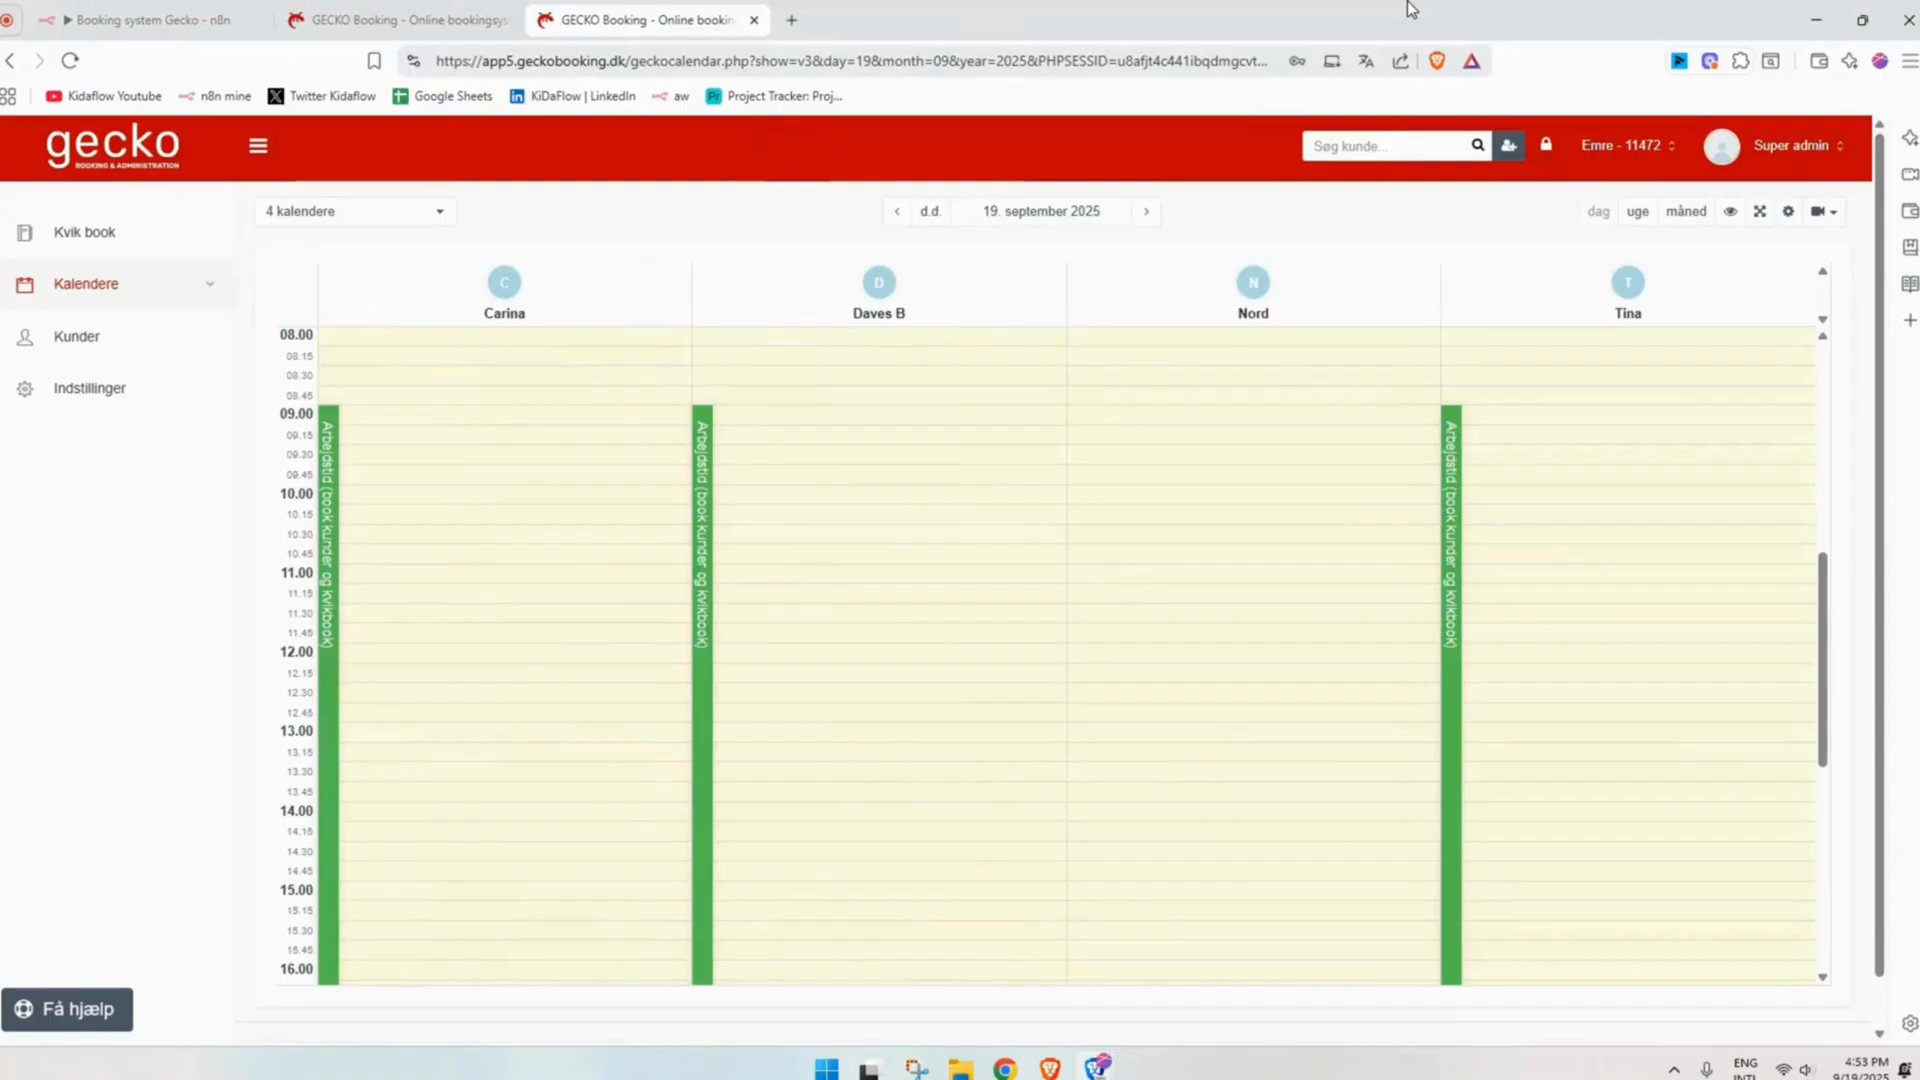 Booking system Gecko - n8n
GECKO Booking - Online bookingsys
GECKO Booking - Online bookin
https://app5.geckobooking.dk/geckocalendar.php?show=v3&day=19&month=09&year=2025&PHPSESSID=u8afjt4c441ibqdmgcvt...
Kidaflow Youtube
n8n mine
Twitter Kidaflow
Google Sheets
KiDaFlow | LinkedIn
aw
Project Tracker: Proj...
gecko
BOOKING & ADMINISTRATION
Søg kunde...
Emre - 11472
Super admin
4 kalendere
d.d.
19. september 2025
dag
uge
måned
Kvik book
Kalendere
Kunder
Indstillinger
C
D
N
T
Carina
Daves B
Nord
Tina
08.00
08.15
08.30
08.45
09.00
09.15
09.30
09.45
10.00
10.15
10.30
10.45
11.00
11.15
11.30
11.45
12.00
12.15
12.30
12.45
13.00
13.15
13.30
13.45
14.00
14.15
14.30
14.45
15.00
15.15
15.30
15.45
16.00
Arbejdstid (book kunder og kvikbook)
Arbejdstid (book kunder og kvikbook)
Arbejdstid (book kunder og kvikbook)
Få hjælp
ENG
INTL
4:53 PM
9/19/2025